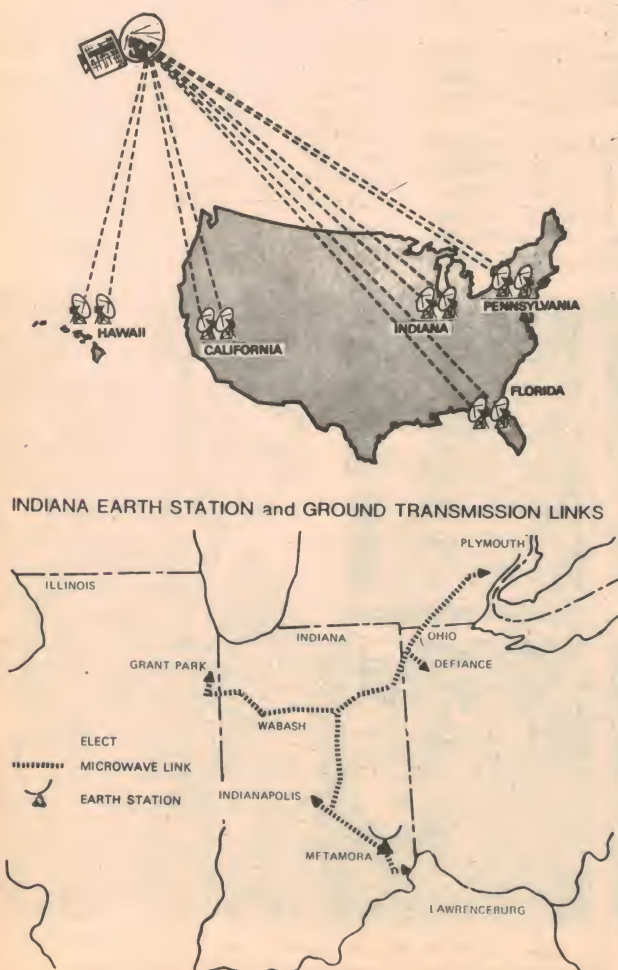 HAWAII
CALIFORNIA
INDIANA
PENNSYLVANIA
FLORIDA
INDIANA EARTH STATION and GROUND TRANSMISSION LINKS
PLYMOUTH
ILLINOIS
INDIANA
OHIO
GRANT PARK
DEFIANCE
WABASH
ELECT
MICROWAVE LINK
EARTH STATION
INDIANAPOLIS
METAMORA
LAWRENCEBURG